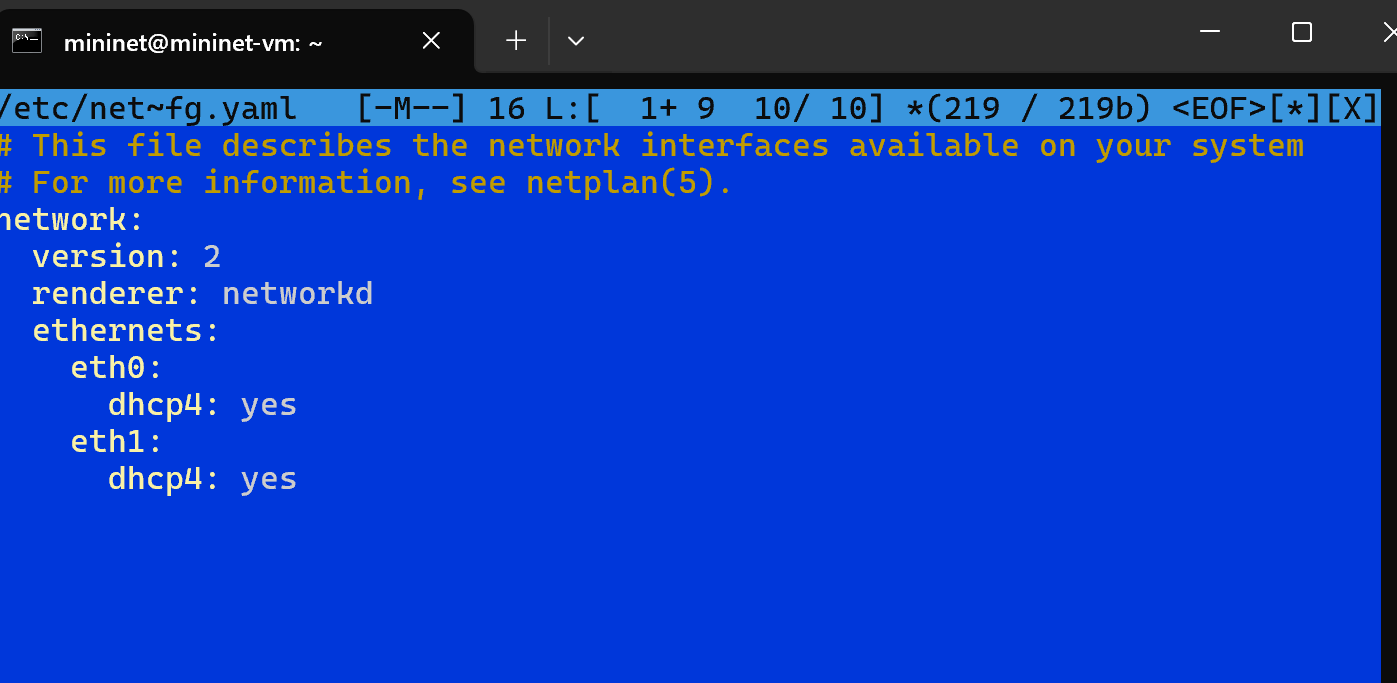 mininet@mininet-vm: ~
/etc/net~fg.yaml   [-M--] 16 L:[  1+ 9  10/ 10] *(219 / 219b) <EOF>[*][X]
# This file describes the network interfaces available on your system
# For more information, see netplan(5).
network:
  version: 2
  renderer: networkd
  ethernets:
    eth0:
      dhcp4: yes
    eth1:
      dhcp4: yes